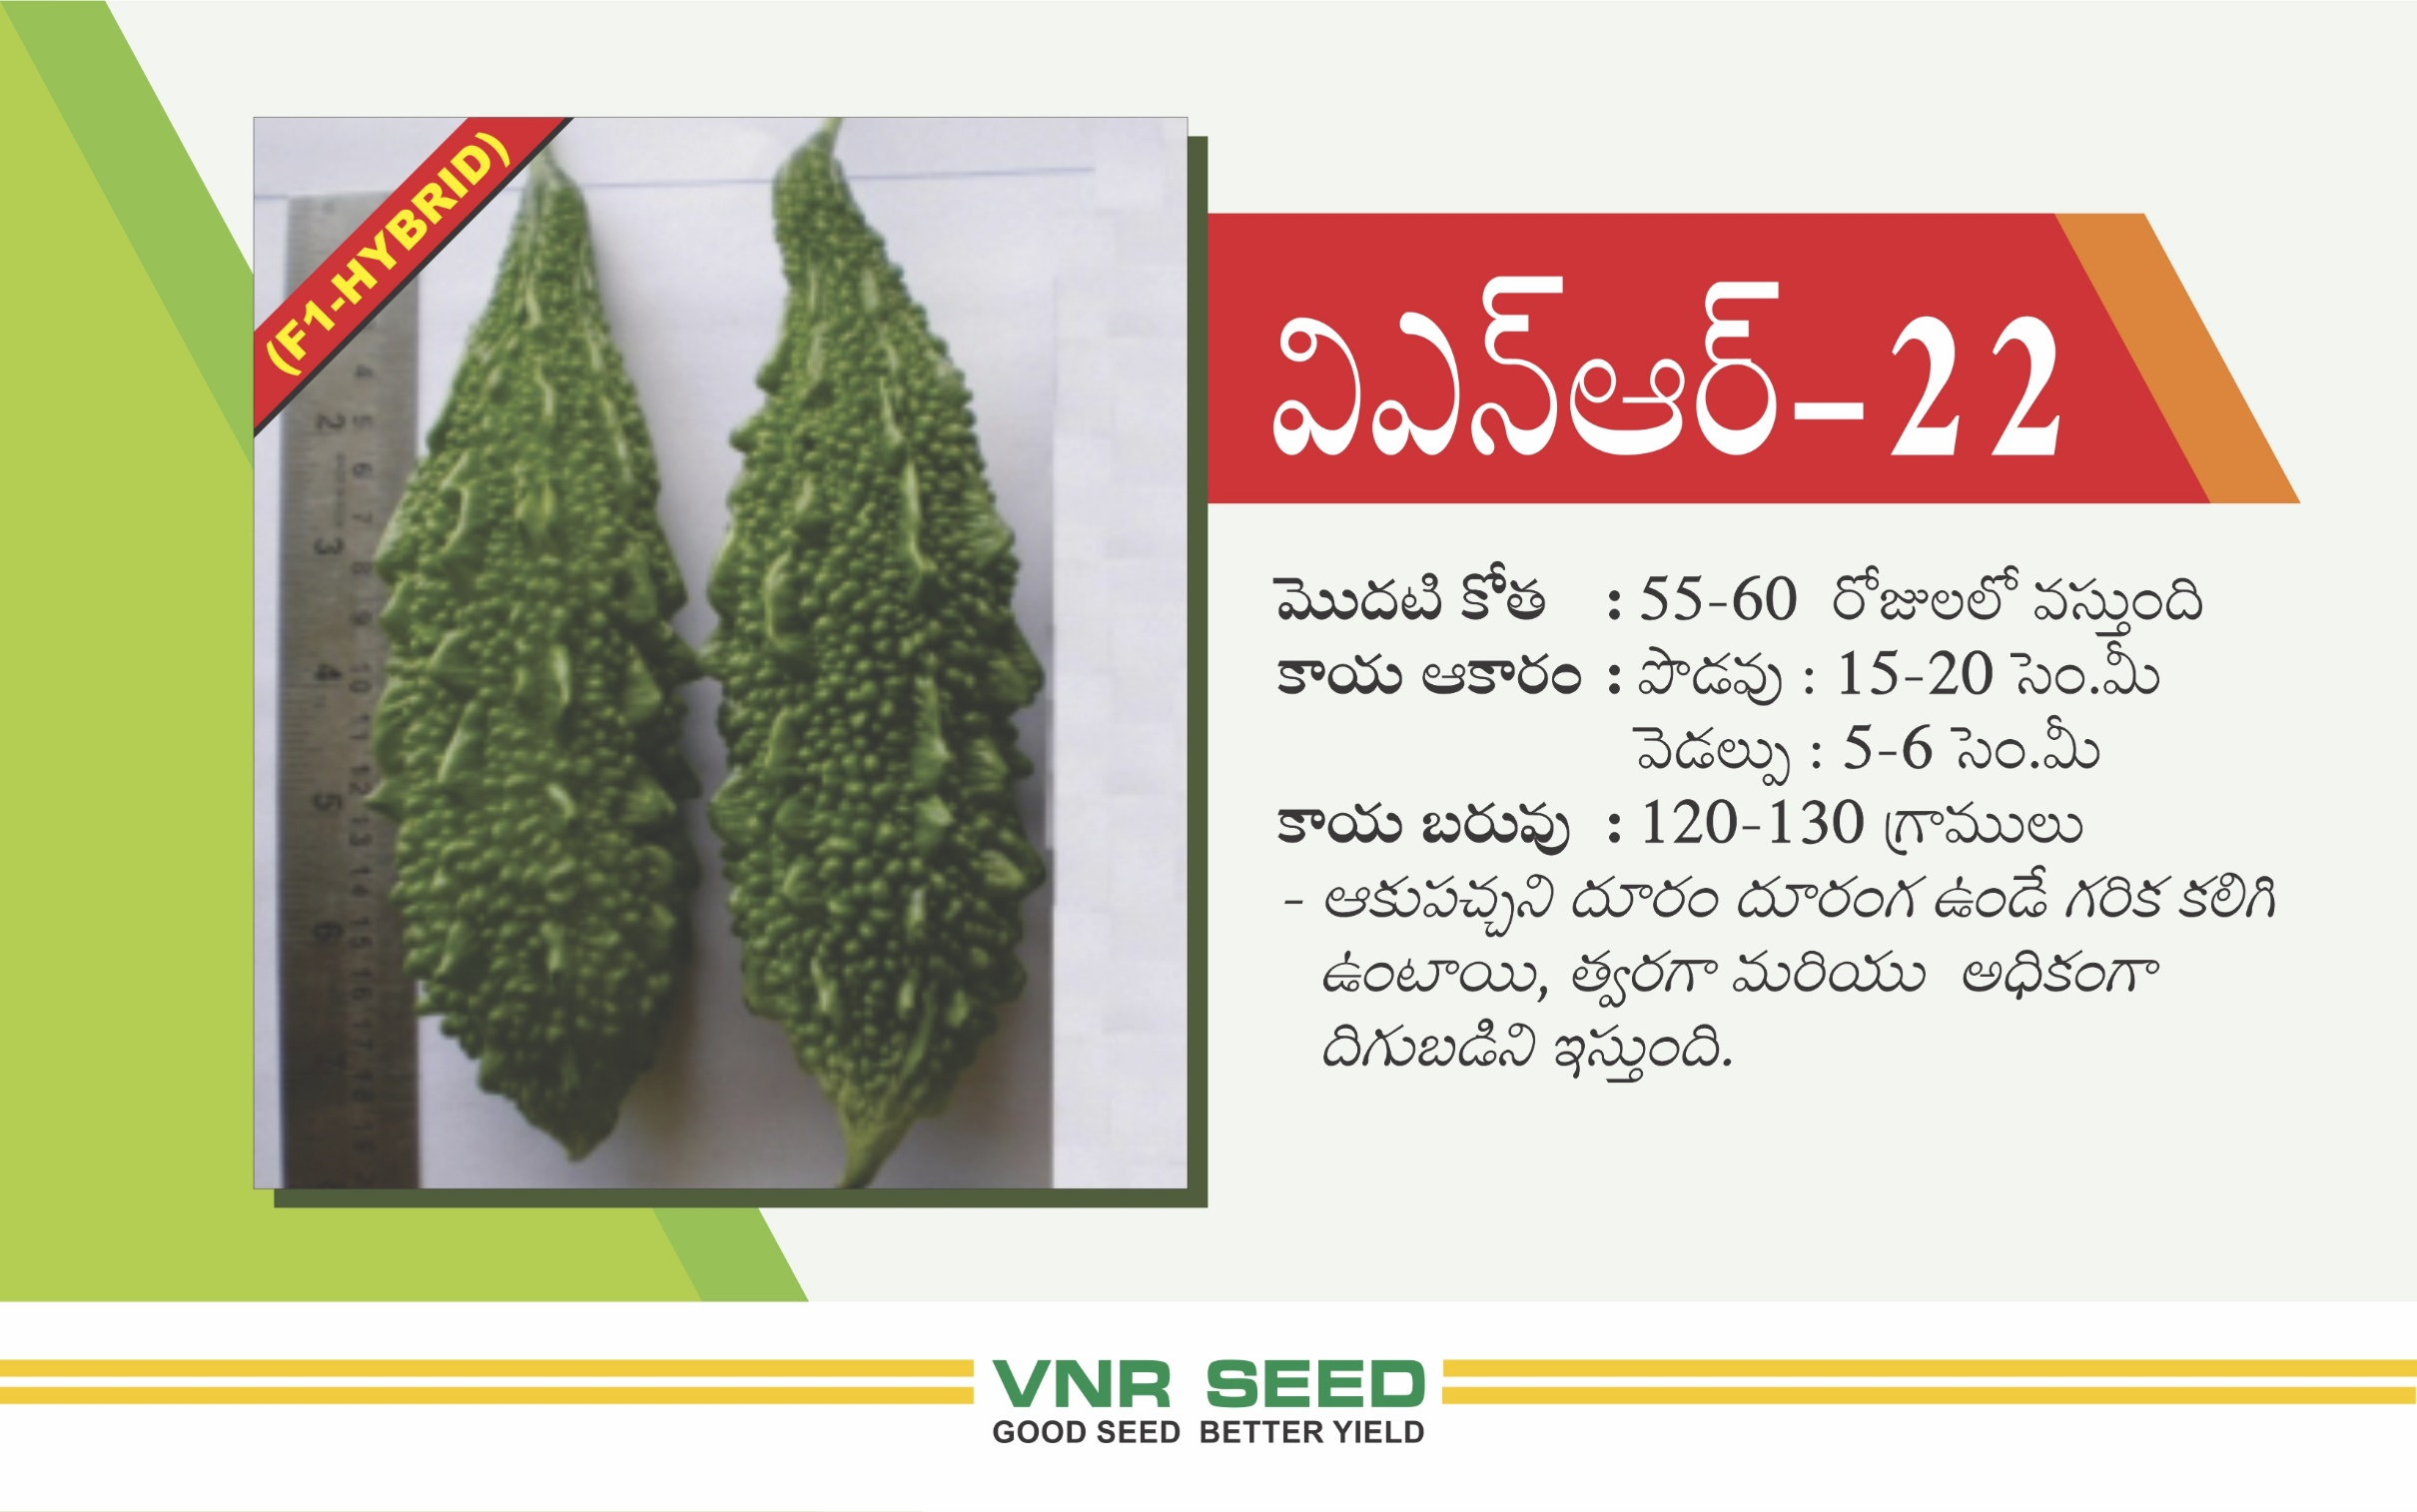 (F1-HYBRID)
విఎన్ఆర్-22
మొదటి కోత : 55-60 రోజులలో వస్తుంది
కాయ ఆకారం : పొడవు : 15-20 సెం.మీ
వెడల్పు : 5-6 సెం.మీ
కాయ బరువు : 120-130 గ్రాములు
- ఆకుపచ్చని దూరం దూరంగ ఉండే గరిక కలిగి
ఉంటాయి, త్వరగా మరియు అధికంగా
దిగుబడిని ఇస్తుంది.
VNR SEED
GOOD SEED BETTER YIELD